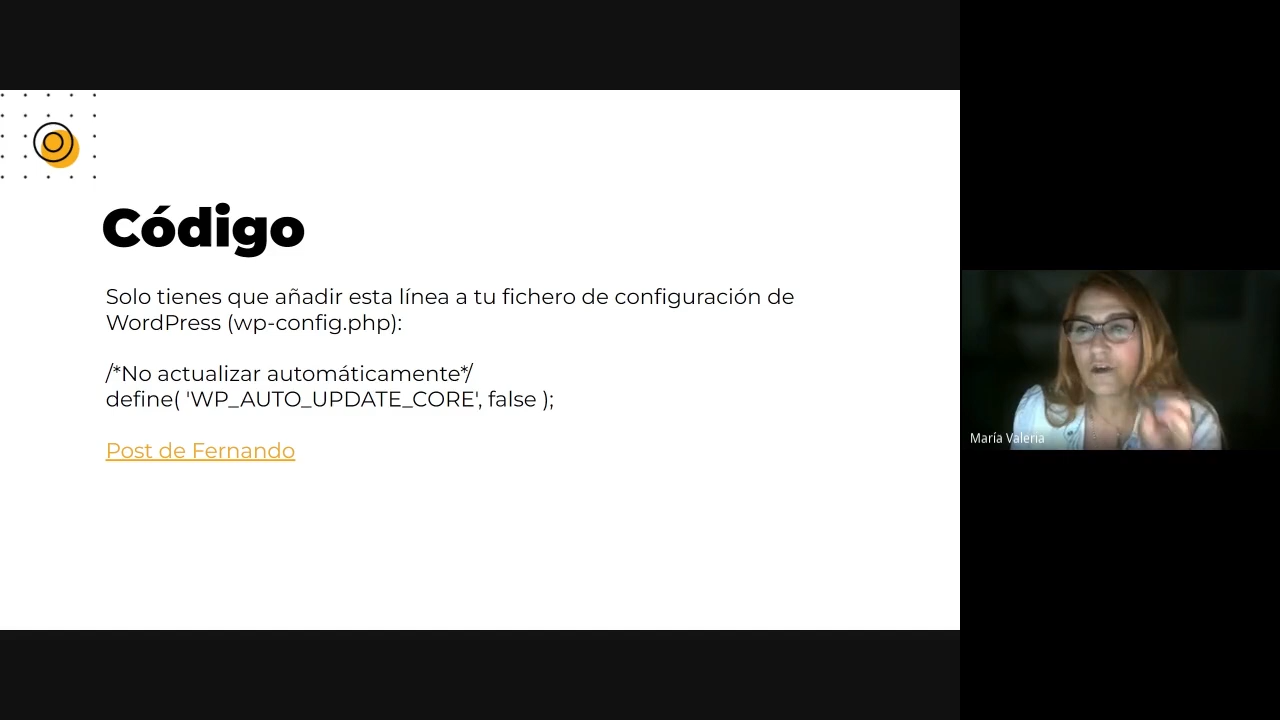 Código
Solo tienes que añadir esta línea a tu fichero de configuración de
WordPress (wp-config.php):
/*No actualizar automáticamente*/
define( 'WP_AUTO_UPDATE_CORE', false );
Post de Fernando
María Valeria